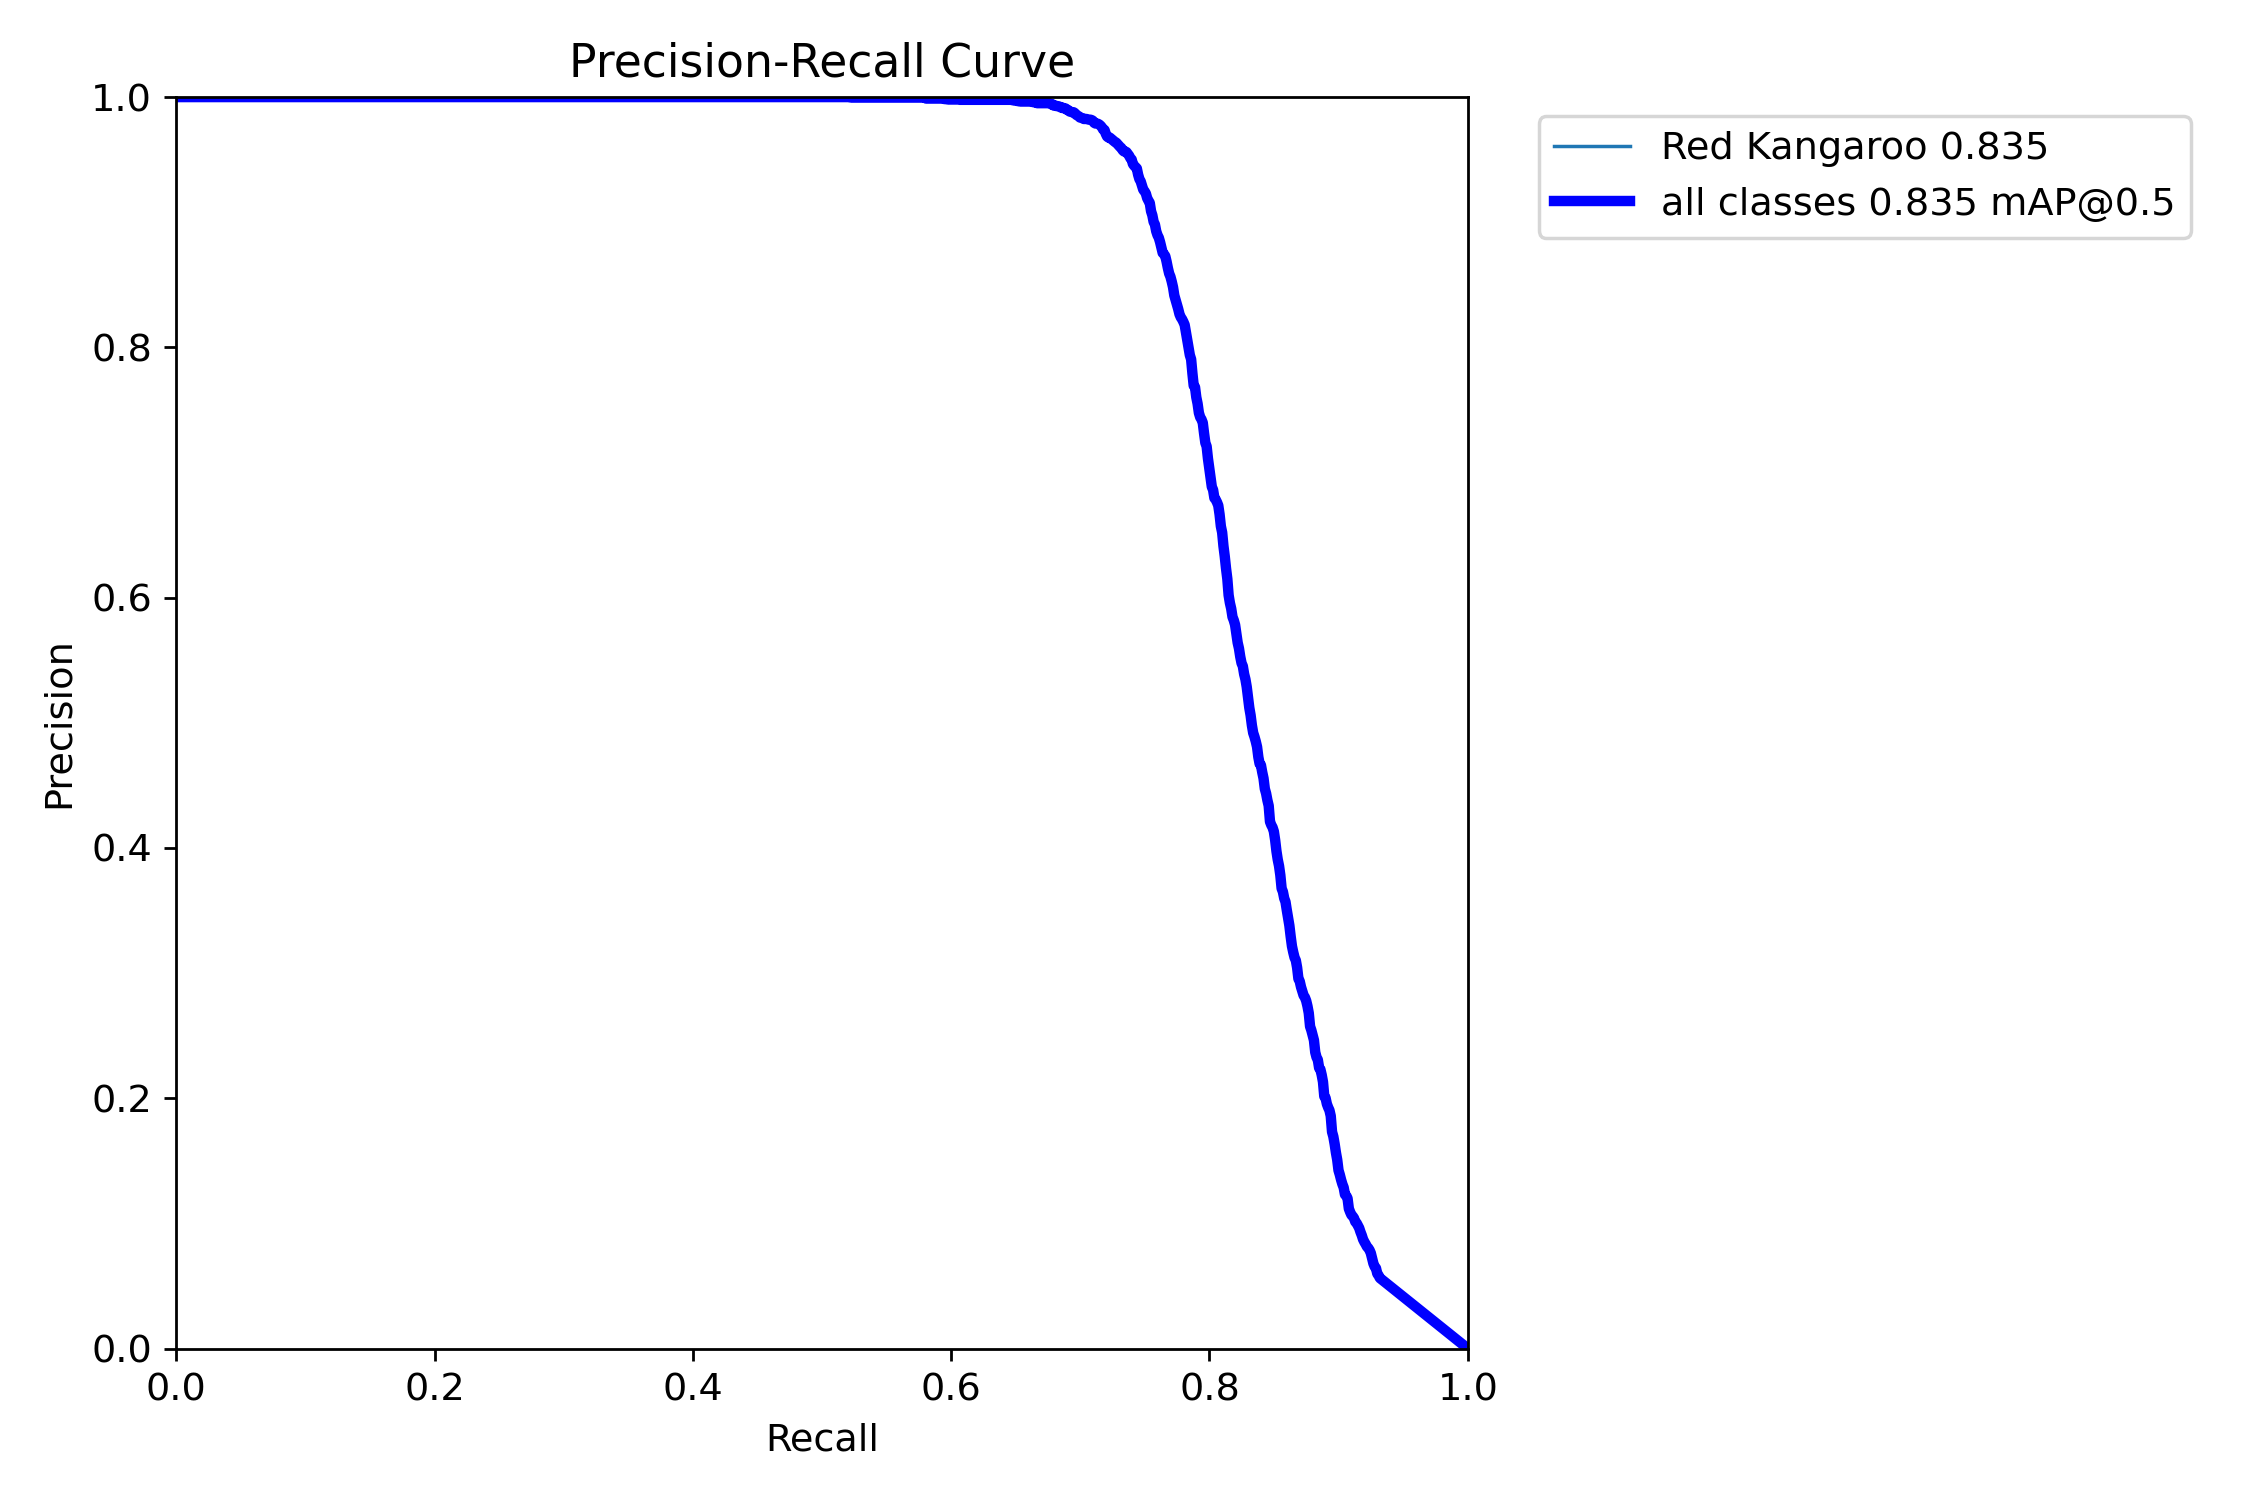 Precision-Recall Curve
1.0
0.8
0.6
0.4
0.2
0.0
Precision
0.0 0.2 0.4 0.6 0.8 1.0
Recall
Red Kangaroo 0.835
all classes 0.835 mAP@0.5